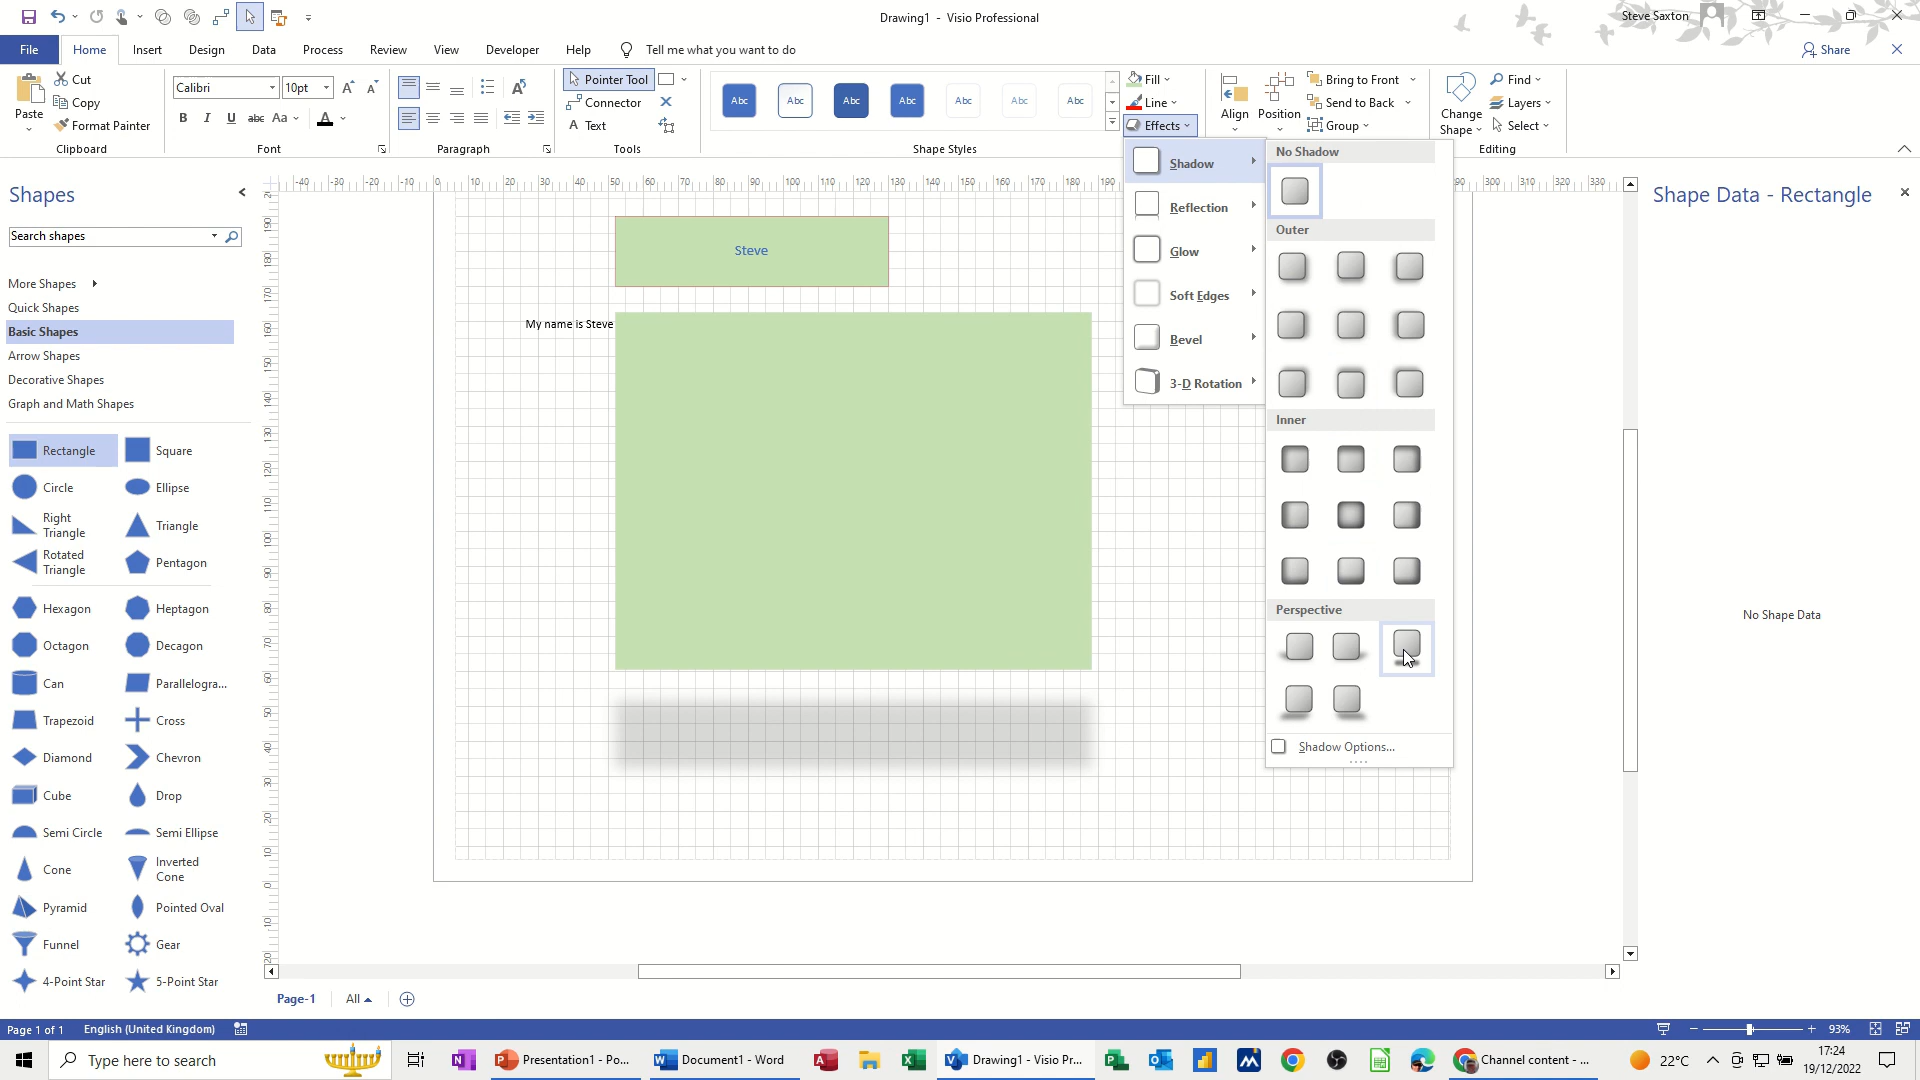 Drawing1 - Visio Professional
Steve Saxton
File Home Insert Design Data Process Review View Developer Help Tell me what you want to do
Share
Paste
Cut
Copy
Format Painter
Clipboard
Calibri 10pt
B I U abc Aa A
Font
Paragraph
Pointer Tool
Connector
A Text
Tools
Abc Abc Abc Abc Abc Abc Abc
Shape Styles
Fill
Line
Effects
Align
Position
Bring to Front
Send to Back
Group
Change Shape
Find
Layers
Select
Editing
Shapes
Search shapes
More Shapes
Quick Shapes
Basic Shapes
Arrow Shapes
Decorative Shapes
Graph and Math Shapes
Rectangle Square
Circle Ellipse
Right Triangle Triangle
Rotated Triangle Pentagon
Hexagon Heptagon
Octagon Decagon
Can Parallelogra...
Trapezoid Cross
Diamond Chevron
Cube Drop
Semi Circle Semi Ellipse
Cone Inverted Cone
Pyramid Pointed Oval
Funnel Gear
4-Point Star 5-Point Star
Steve
My name is Steve
Shadow
Reflection
Glow
Soft Edges
Bevel
3-D Rotation
No Shadow
Outer
Inner
Perspective
Shadow Options...
Shape Data - Rectangle
No Shape Data
Page-1 All
Page 1 of 1 English (United Kingdom)
93%
Type here to search
Presentation1 - Po...
Document1 - Word
Drawing1 - Visio Pr...
Channel content - ...
22°C
17:24
19/12/2022